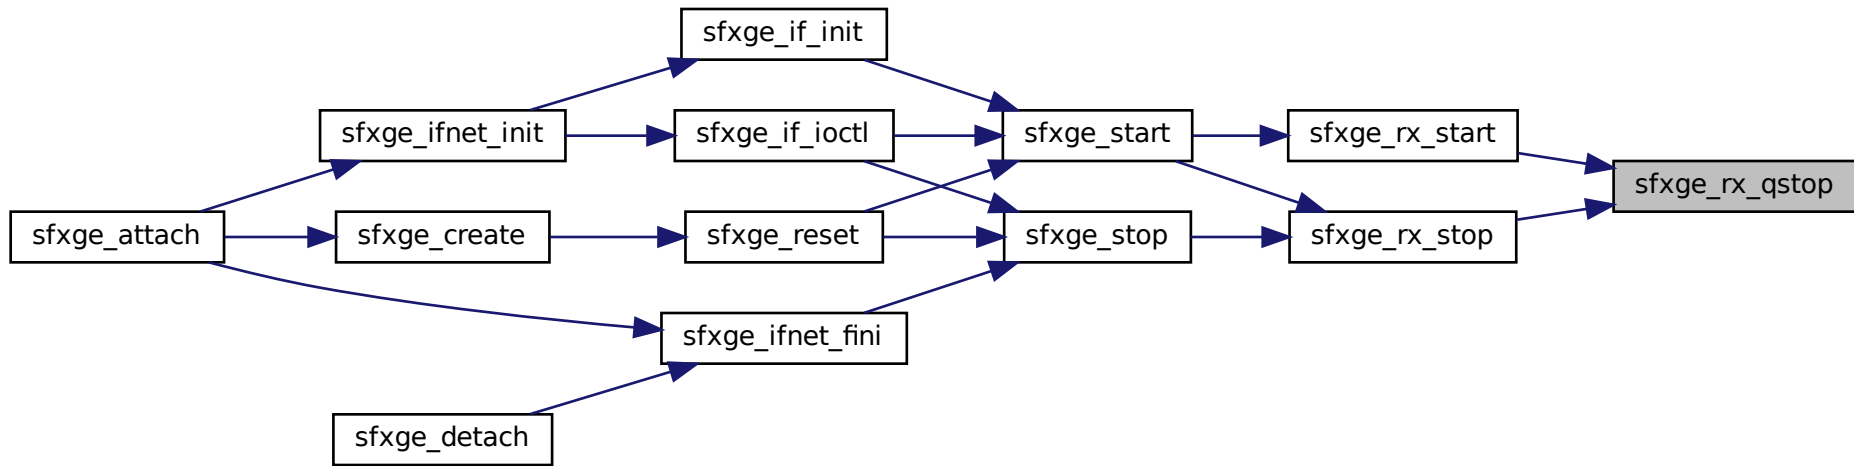 sfxge_if_init
sfxge_ifnet_init
sfxge_if_ioctl
sfxge_start
sfxge_rx_start
sfxge_rx_qstop
sfxge_attach
sfxge_create
sfxge_reset
sfxge_stop
sfxge_rx_stop
sfxge_ifnet_fini
sfxge_detach